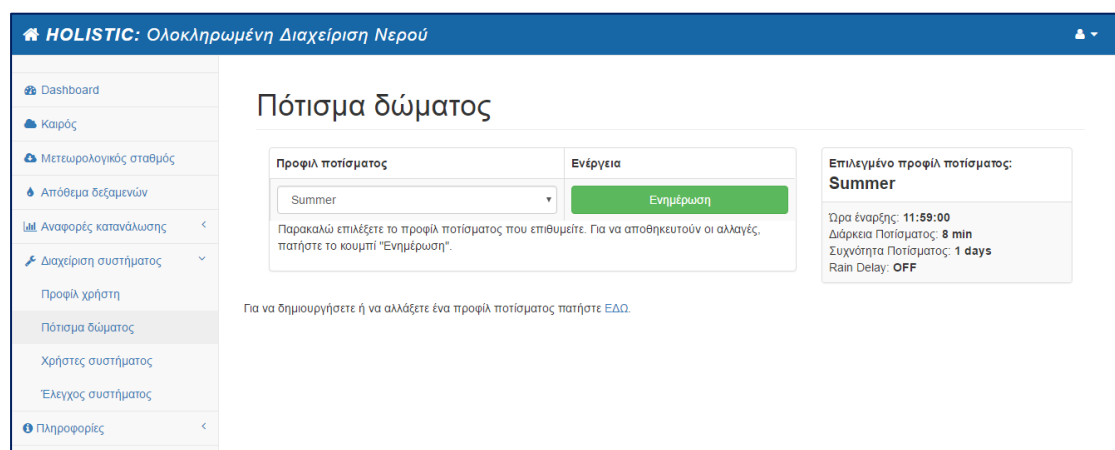 HOLISTIC: Ολοκληρωμένη Διαχείριση Νερού
Dashboard
Καιρός
Μετεωρολογικός σταθμός
Απόθεμα δεξαμενών
Αναφορές κατανάλωσης
Διαχείριση συστήματος
Προφίλ χρήστη
Πότισμα δώματος
Χρήστες συστήματος
Έλεγχος συστήματος
Πληροφορίες
Πότισμα δώματος
Προφιλ ποτίσματος Ενέργεια
Summer Ενημέρωση
Παρακαλώ επιλέξετε το προφίλ ποτίσματος που επιθυμείτε. Για να αποθηκευτούν οι αλλαγές,
πατήστε το κουμπί "Ενημέρωση".
Επιλεγμένο προφίλ ποτίσματος:
Summer
Ώρα έναρξης: 11:59:00
Διάρκεια Ποτίσματος: 8 min
Συχνότητα Ποτίσματος: 1 days
Rain Delay: OFF
Για να δημιουργήσετε ή να αλλάξετε ένα προφίλ ποτίσματος πατήστε ΕΔΩ.